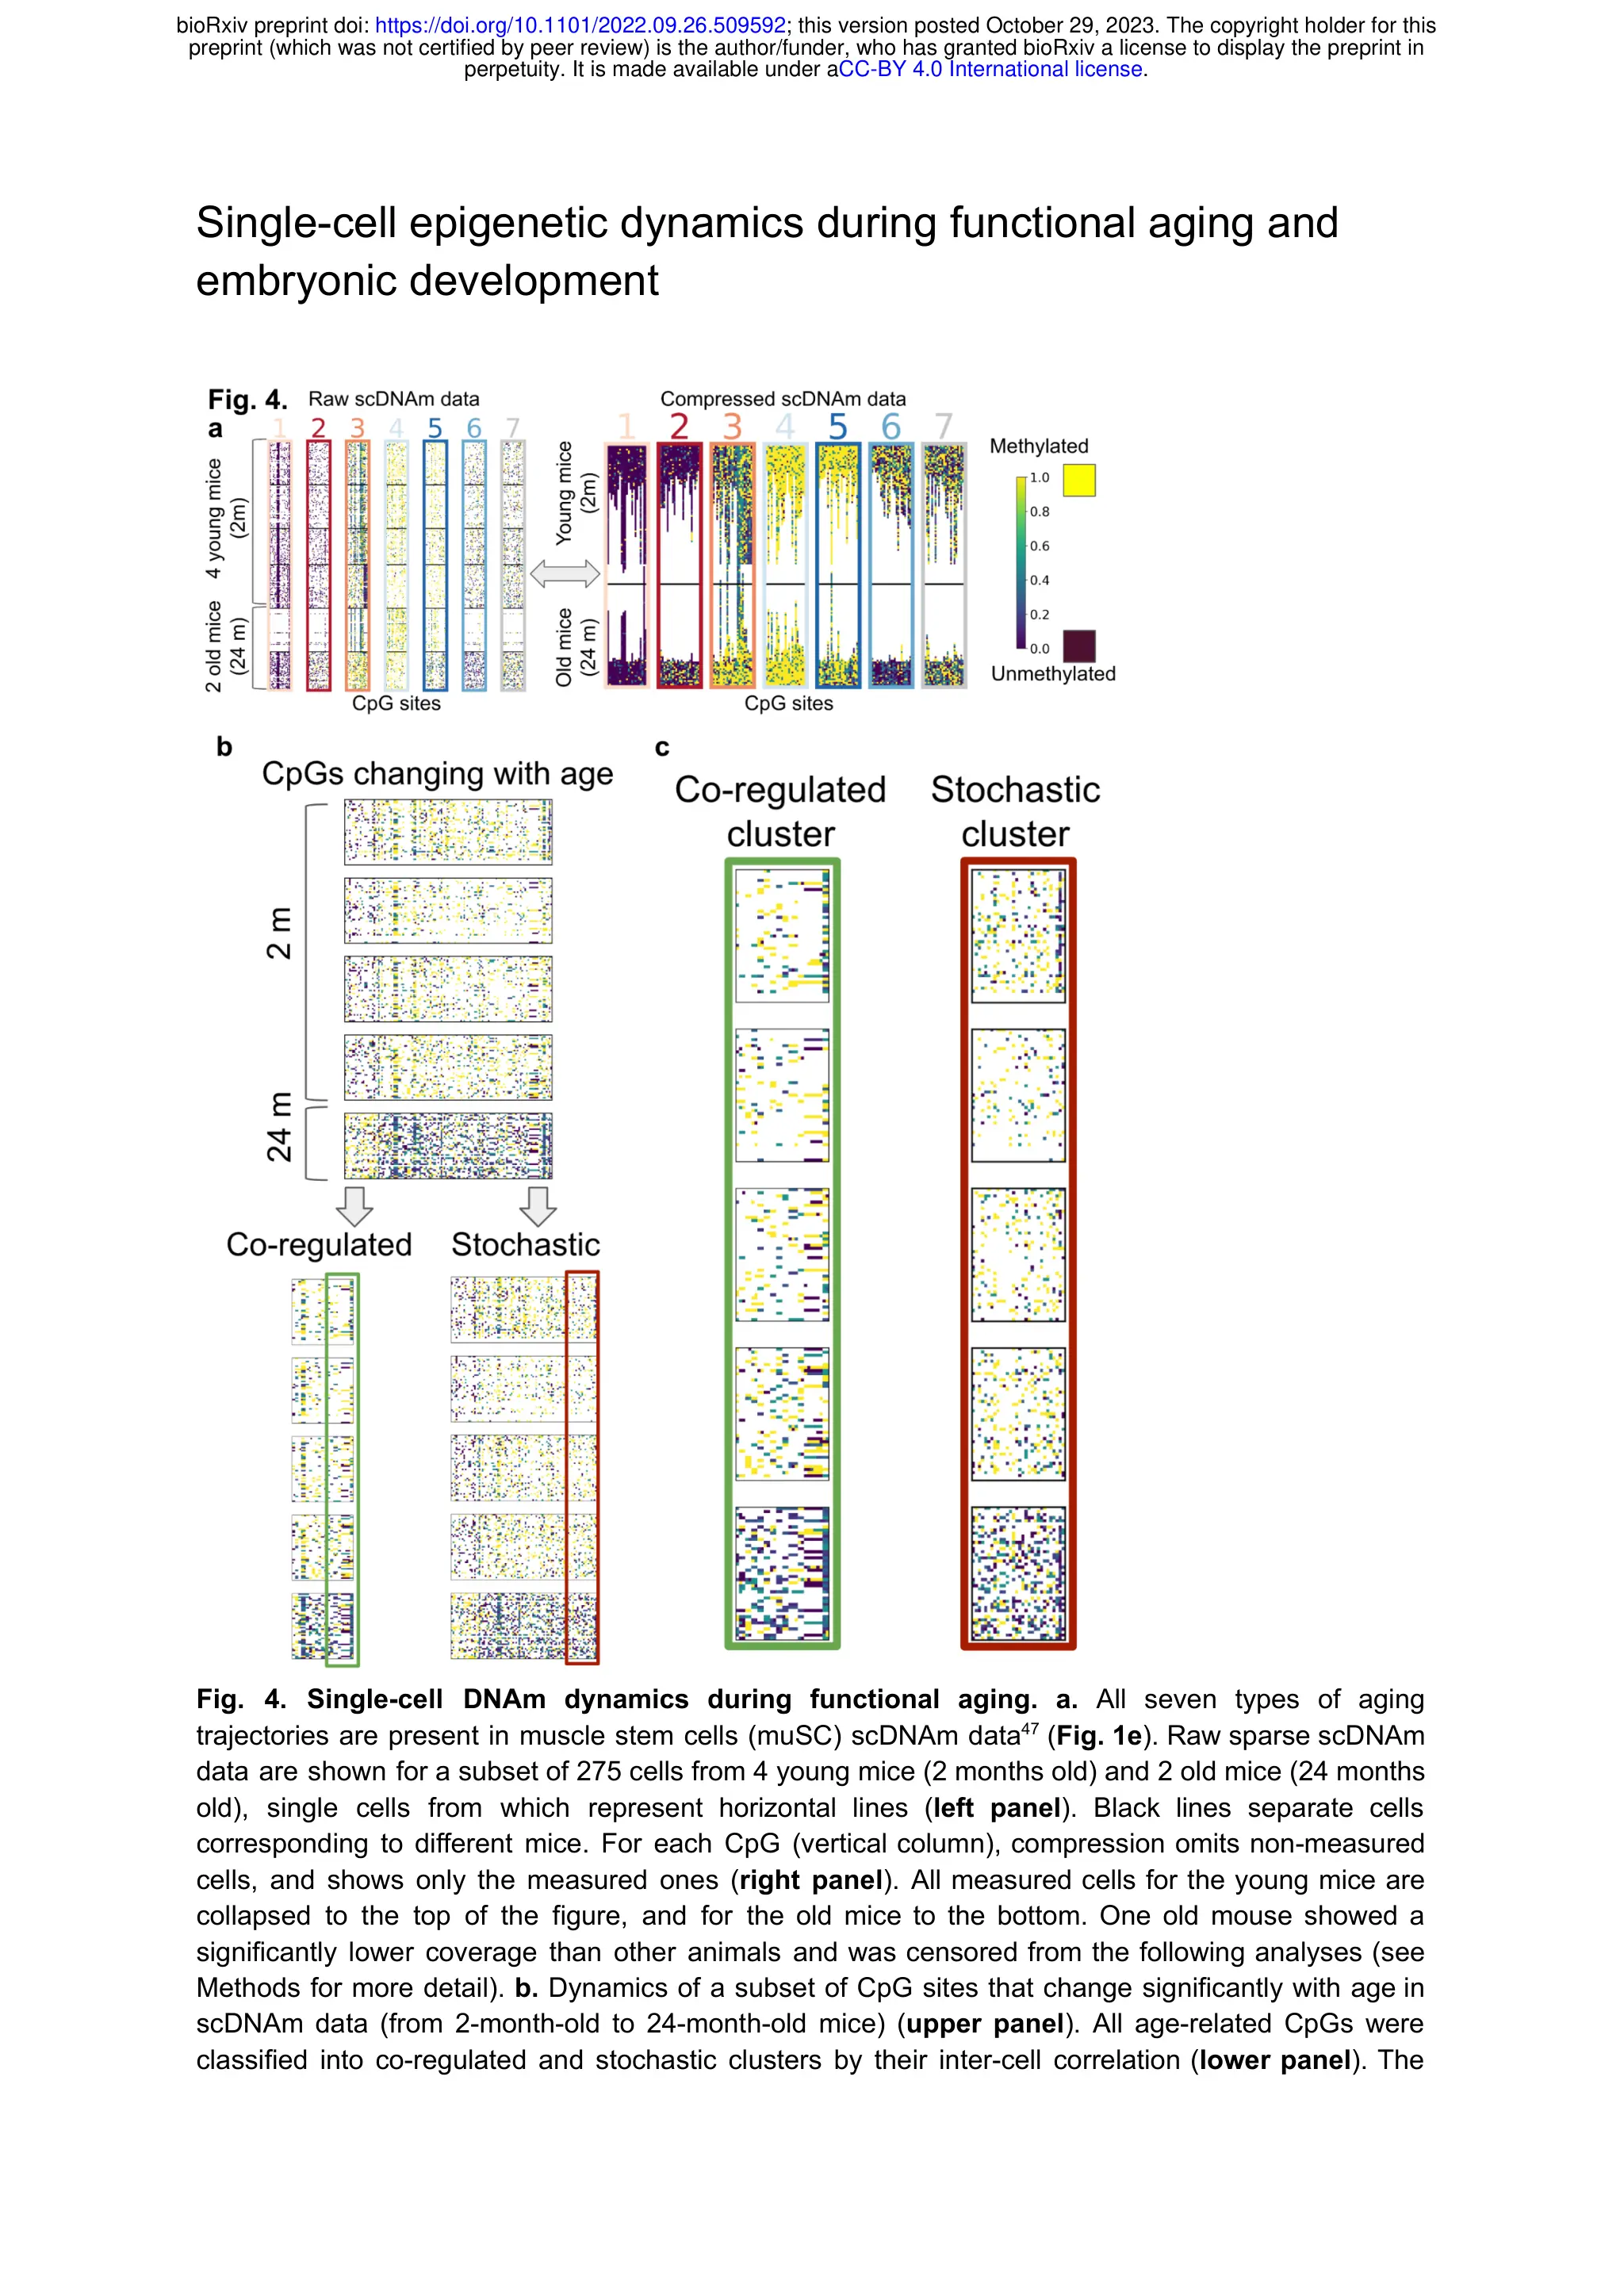 bioRxiv preprint doi: https://doi.org/10.1101/2022.09.26.509592; this version posted October 29, 2023. The copyright holder for this
preprint (which was not certified by peer review) is the author/funder, who has granted bioRxiv a license to display the preprint in
perpetuity. It is made available under aCC-BY 4.0 International license.
Single-cell epigenetic dynamics during functional aging and
embryonic development
Fig. 4.
Raw scDNAm data
Compressed scDNAm data
a
1 2 3 4 5 6 7
1 2 3 4 5 6 7
4 young mice
(2m)
2 old mice
(24 m)
Young mice
(2m)
Old mice
(24 m)
CpG sites
CpG sites
Methylated
1.0
0.8
0.6
0.4
0.2
0.0
Unmethylated
b
CpGs changing with age
2 m
24 m
Co-regulated
Stochastic
c
Co-regulated
cluster
Stochastic
cluster
Fig. 4. Single-cell DNAm dynamics during functional aging. a. All seven types of aging
trajectories are present in muscle stem cells (muSC) scDNAm data47 (Fig. 1e). Raw sparse scDNAm
data are shown for a subset of 275 cells from 4 young mice (2 months old) and 2 old mice (24 months
old), single cells from which represent horizontal lines (left panel). Black lines separate cells
corresponding to different mice. For each CpG (vertical column), compression omits non-measured
cells, and shows only the measured ones (right panel). All measured cells for the young mice are
collapsed to the top of the figure, and for the old mice to the bottom. One old mouse showed a
significantly lower coverage than other animals and was censored from the following analyses (see
Methods for more detail). b. Dynamics of a subset of CpG sites that change significantly with age in
scDNAm data (from 2-month-old to 24-month-old mice) (upper panel). All age-related CpGs were
classified into co-regulated and stochastic clusters by their inter-cell correlation (lower panel). The